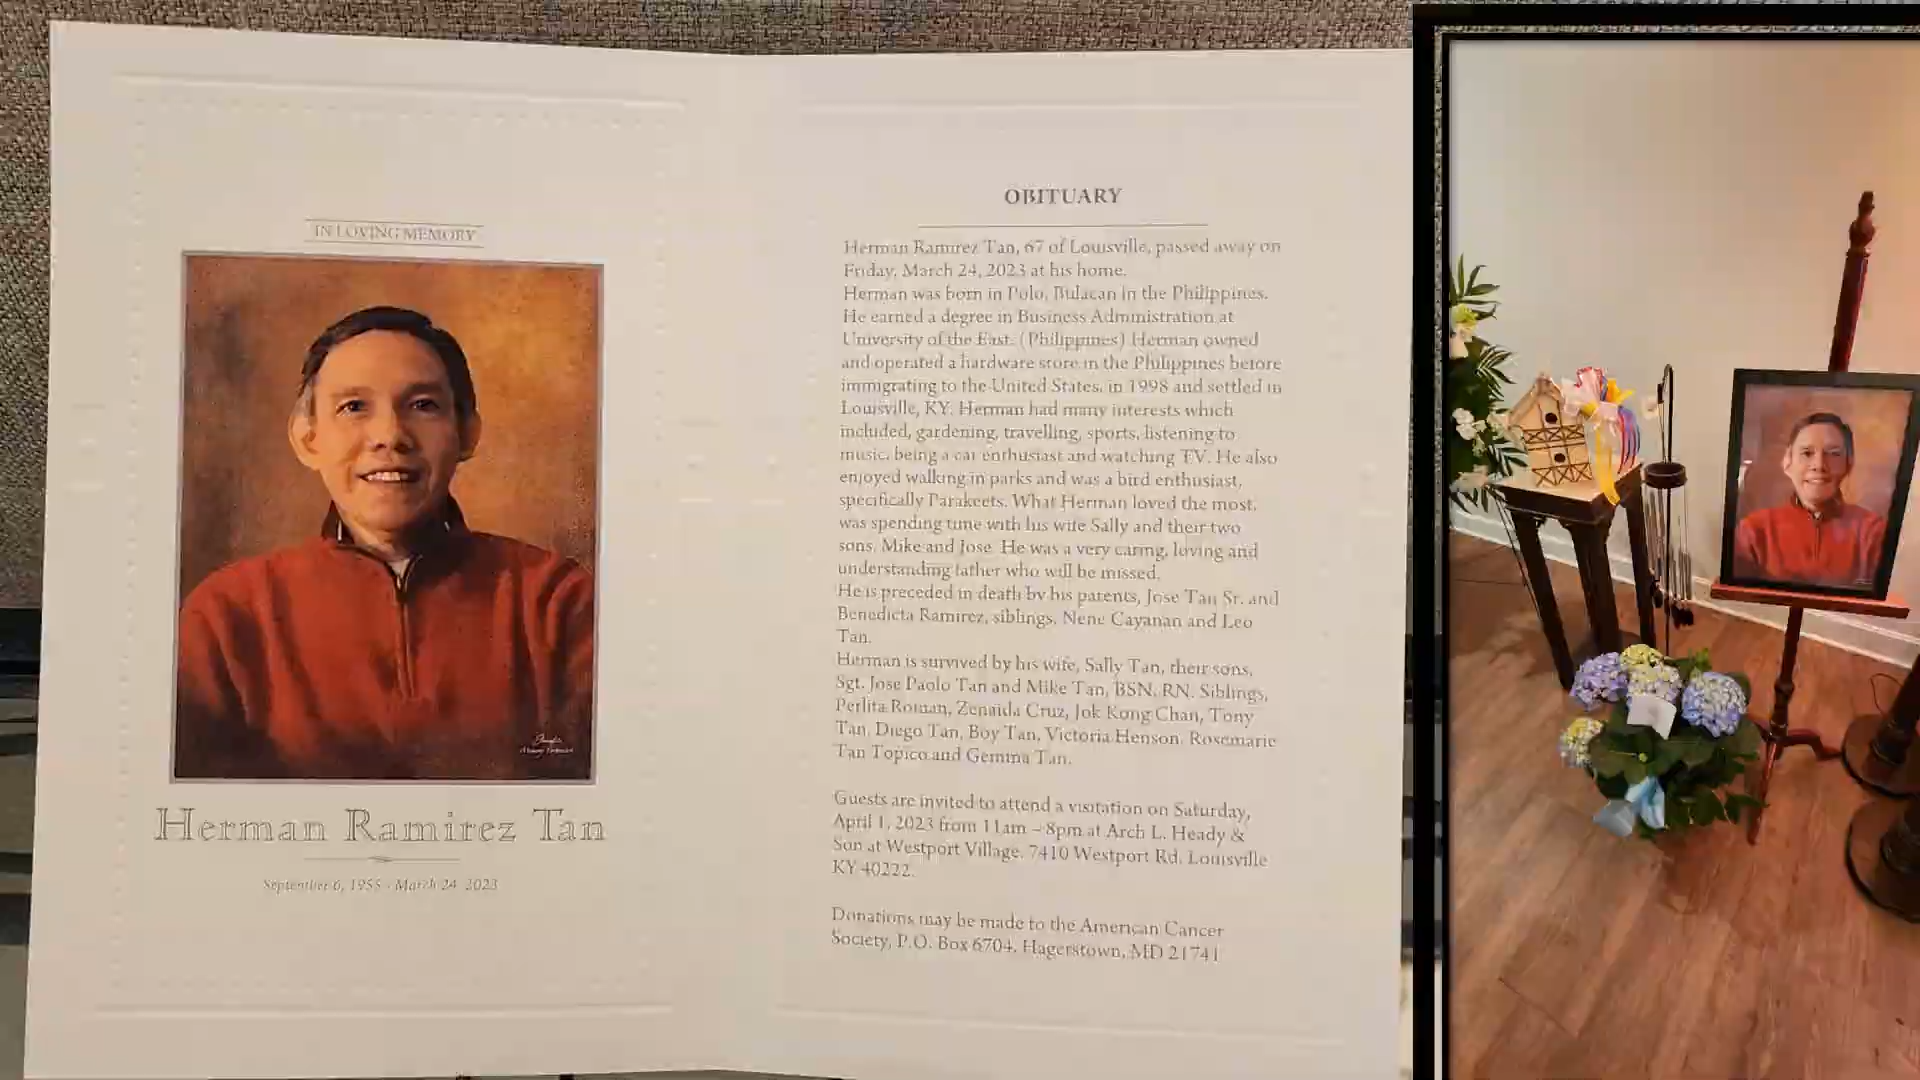 IN LOVING MEMORY
Herman Ramirez Tan
September 6, 1955 - March 24, 2023
OBITUARY
Herman Ramirez Tan, 67 of Louisville, passed away on
Friday, March 24, 2023 at his home.
Herman was born in Polo, Bulacan in the Philippines.
He earned a degree in Business Administration at
University of the East. (Philippines) Herman owned
and operated a hardware store in the Philippines before
immigrating to the United States, in 1998 and settled in
Louisville, KY. Herman had many interests which
included, gardening, travelling, sports, listening to
music, being a car enthusiast and watching TV. He also
enjoyed walking in parks and was a bird enthusiast,
specifically Parakeets. What Herman loved the most,
was spending time with his wife Sally and their two
sons, Mike and Jose. He was a very caring, loving and
understanding father who will be missed.
He is preceded in death by his parents, Jose Tan Sr. and
Benedicta Ramirez, siblings, Nene Cayanan and Leo
Tan.
Herman is survived by his wife, Sally Tan, their sons,
Sgt. Jose Paolo Tan and Mike Tan, BSN, RN. Siblings,
Perlita Roman, Zenaida Cruz, Jok Kong Chan, Tony
Tan, Diego Tan, Boy Tan, Victoria Henson, Rosemarie
Tan Topico and Gemma Tan.
Guests are invited to attend a visitation on Saturday,
April 1, 2023 from 11am – 8pm at Arch L. Heady &
Son at Westport Village, 7410 Westport Rd, Louisville
KY 40222.
Donations may be made to the American Cancer
Society, P.O. Box 6704, Hagerstown, MD 21741